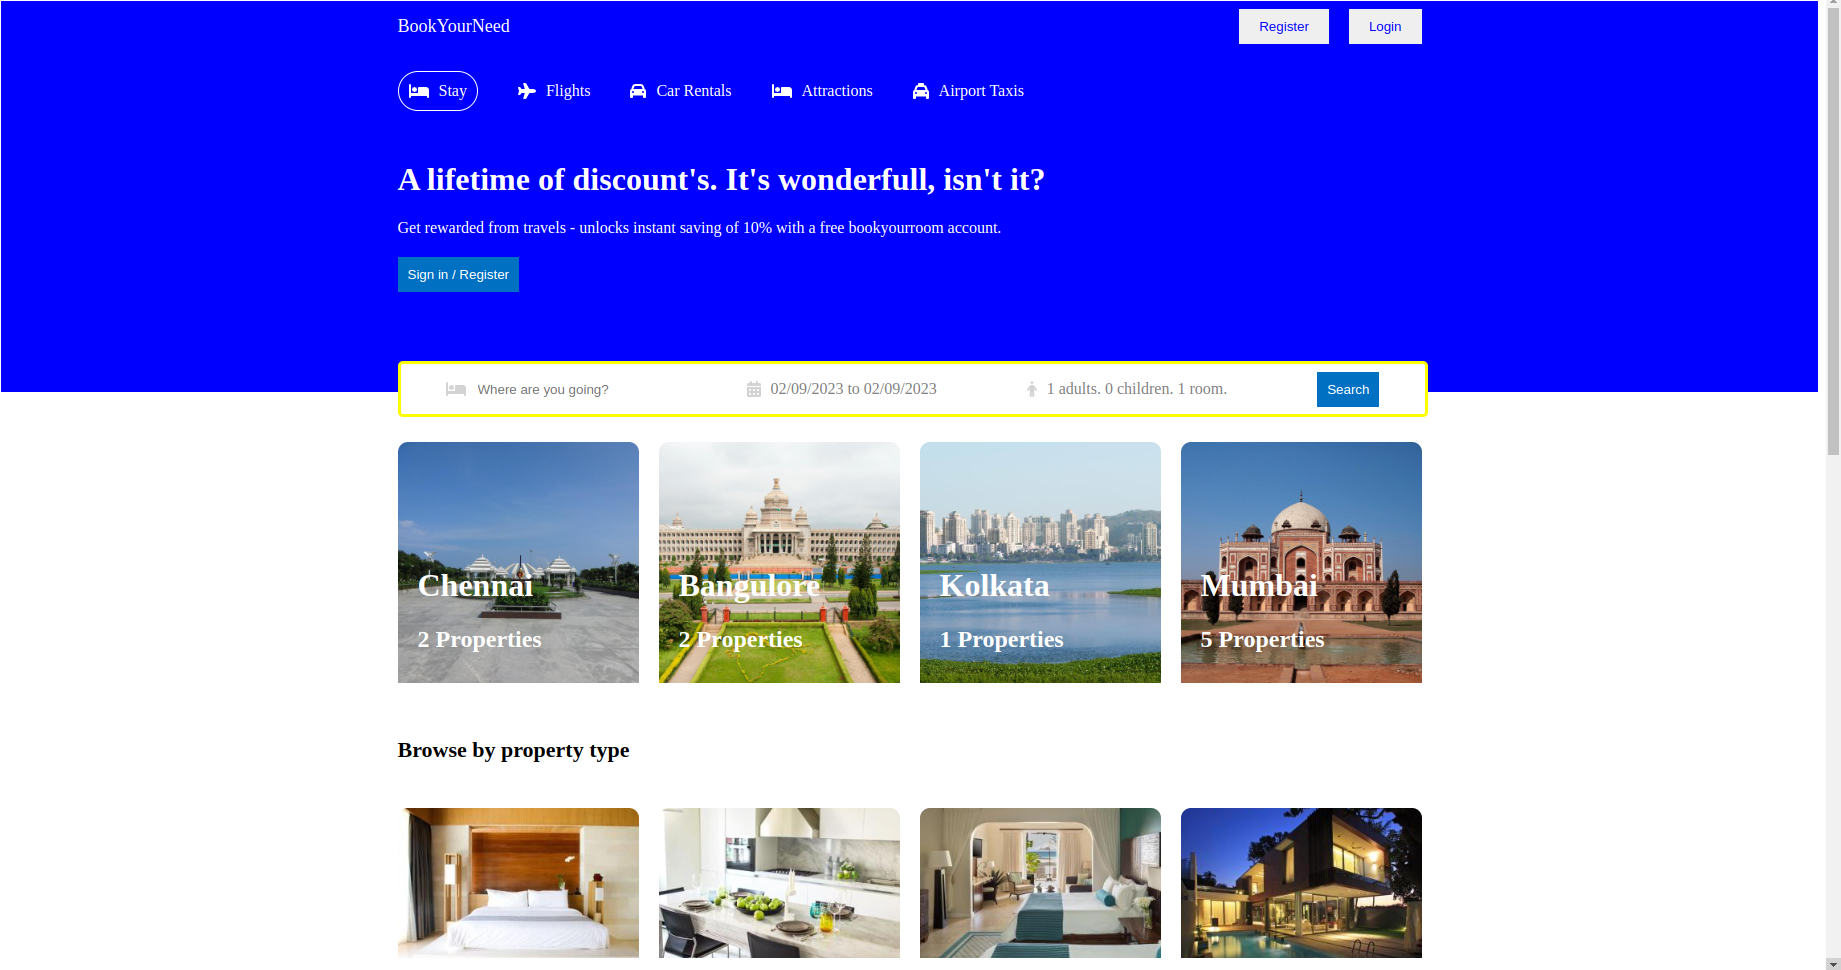 BookYourNeed
Register
Login
Stay
Flights
Car Rentals
Attractions
Airport Taxis
A lifetime of discount's. It's wonderfull, isn't it?
Get rewarded from travels - unlocks instant saving of 10% with a free bookyourroom account.
Sign in / Register
Where are you going?
02/09/2023 to 02/09/2023
1 adults. 0 children. 1 room.
Search
Chennai
2 Properties
Bangulore
2 Properties
Kolkata
1 Properties
Mumbai
5 Properties
Browse by property type